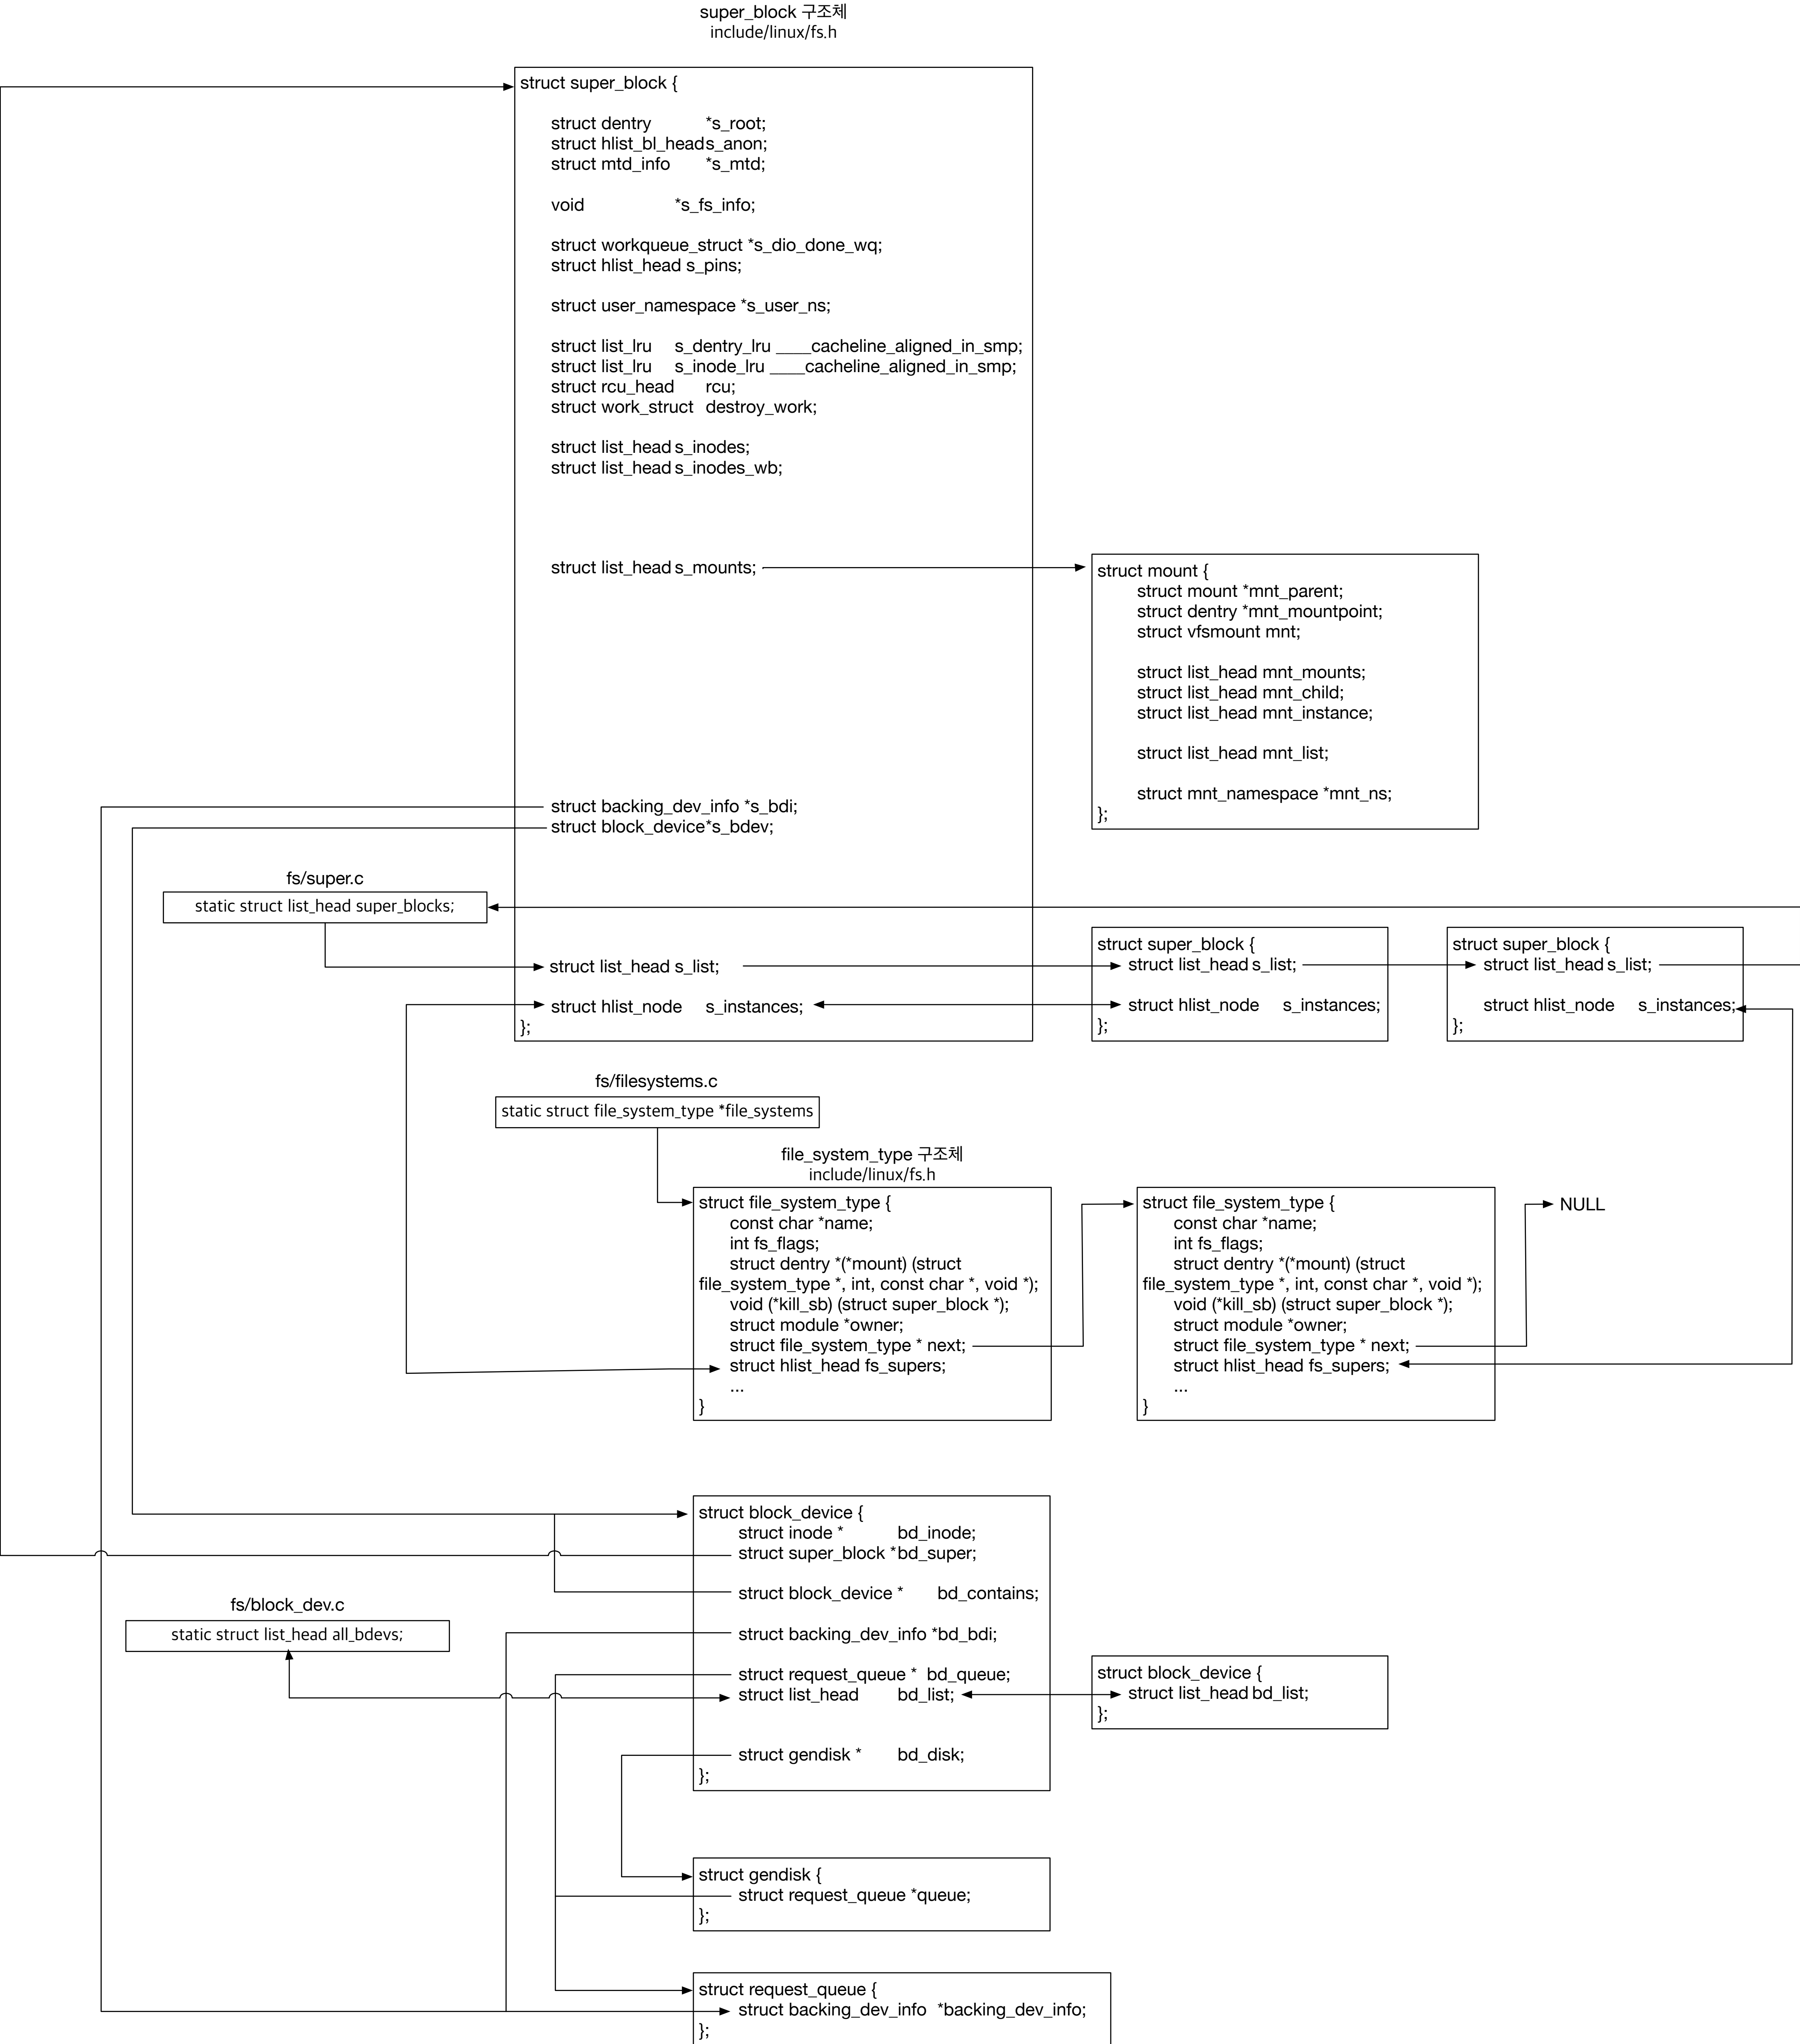 super_block 구조체
include/linux/fs.h
struct super_block {
struct dentry *s_root;
struct hlist_bl_head s_anon;
struct mtd_info *s_mtd;
void *s_fs_info;
struct workqueue_struct *s_dio_done_wq;
struct hlist_head s_pins;
struct user_namespace *s_user_ns;
struct list_lru s_dentry_lru ____cacheline_aligned_in_smp;
struct list_lru s_inode_lru ____cacheline_aligned_in_smp;
struct rcu_head rcu;
struct work_struct destroy_work;
struct list_head s_inodes;
struct list_head s_inodes_wb;
struct list_head s_mounts;
struct backing_dev_info *s_bdi;
struct block_device *s_bdev;
struct list_head s_list;
struct hlist_node s_instances;
};
struct mount {
struct mount *mnt_parent;
struct dentry *mnt_mountpoint;
struct vfsmount mnt;
struct list_head mnt_mounts;
struct list_head mnt_child;
struct list_head mnt_instance;
struct list_head mnt_list;
struct mnt_namespace *mnt_ns;
};
fs/super.c
static struct list_head super_blocks;
struct super_block {
struct list_head s_list;
struct hlist_node s_instances;
};
struct super_block {
struct list_head s_list;
struct hlist_node s_instances;
};
fs/filesystems.c
static struct file_system_type *file_systems
file_system_type 구조체
include/linux/fs.h
struct file_system_type {
const char *name;
int fs_flags;
struct dentry *(*mount) (struct
file_system_type *, int, const char *, void *);
void (*kill_sb) (struct super_block *);
struct module *owner;
struct file_system_type * next;
struct hlist_head fs_supers;
...
}
struct file_system_type {
const char *name;
int fs_flags;
struct dentry *(*mount) (struct
file_system_type *, int, const char *, void *);
void (*kill_sb) (struct super_block *);
struct module *owner;
struct file_system_type * next;
struct hlist_head fs_supers;
...
}
NULL
struct block_device {
struct inode * bd_inode;
struct super_block * bd_super;
struct block_device * bd_contains;
struct backing_dev_info *bd_bdi;
struct request_queue * bd_queue;
struct list_head bd_list;
struct gendisk * bd_disk;
};
fs/block_dev.c
static struct list_head all_bdevs;
struct block_device {
struct list_head bd_list;
};
struct gendisk {
struct request_queue *queue;
};
struct request_queue {
struct backing_dev_info *backing_dev_info;
};